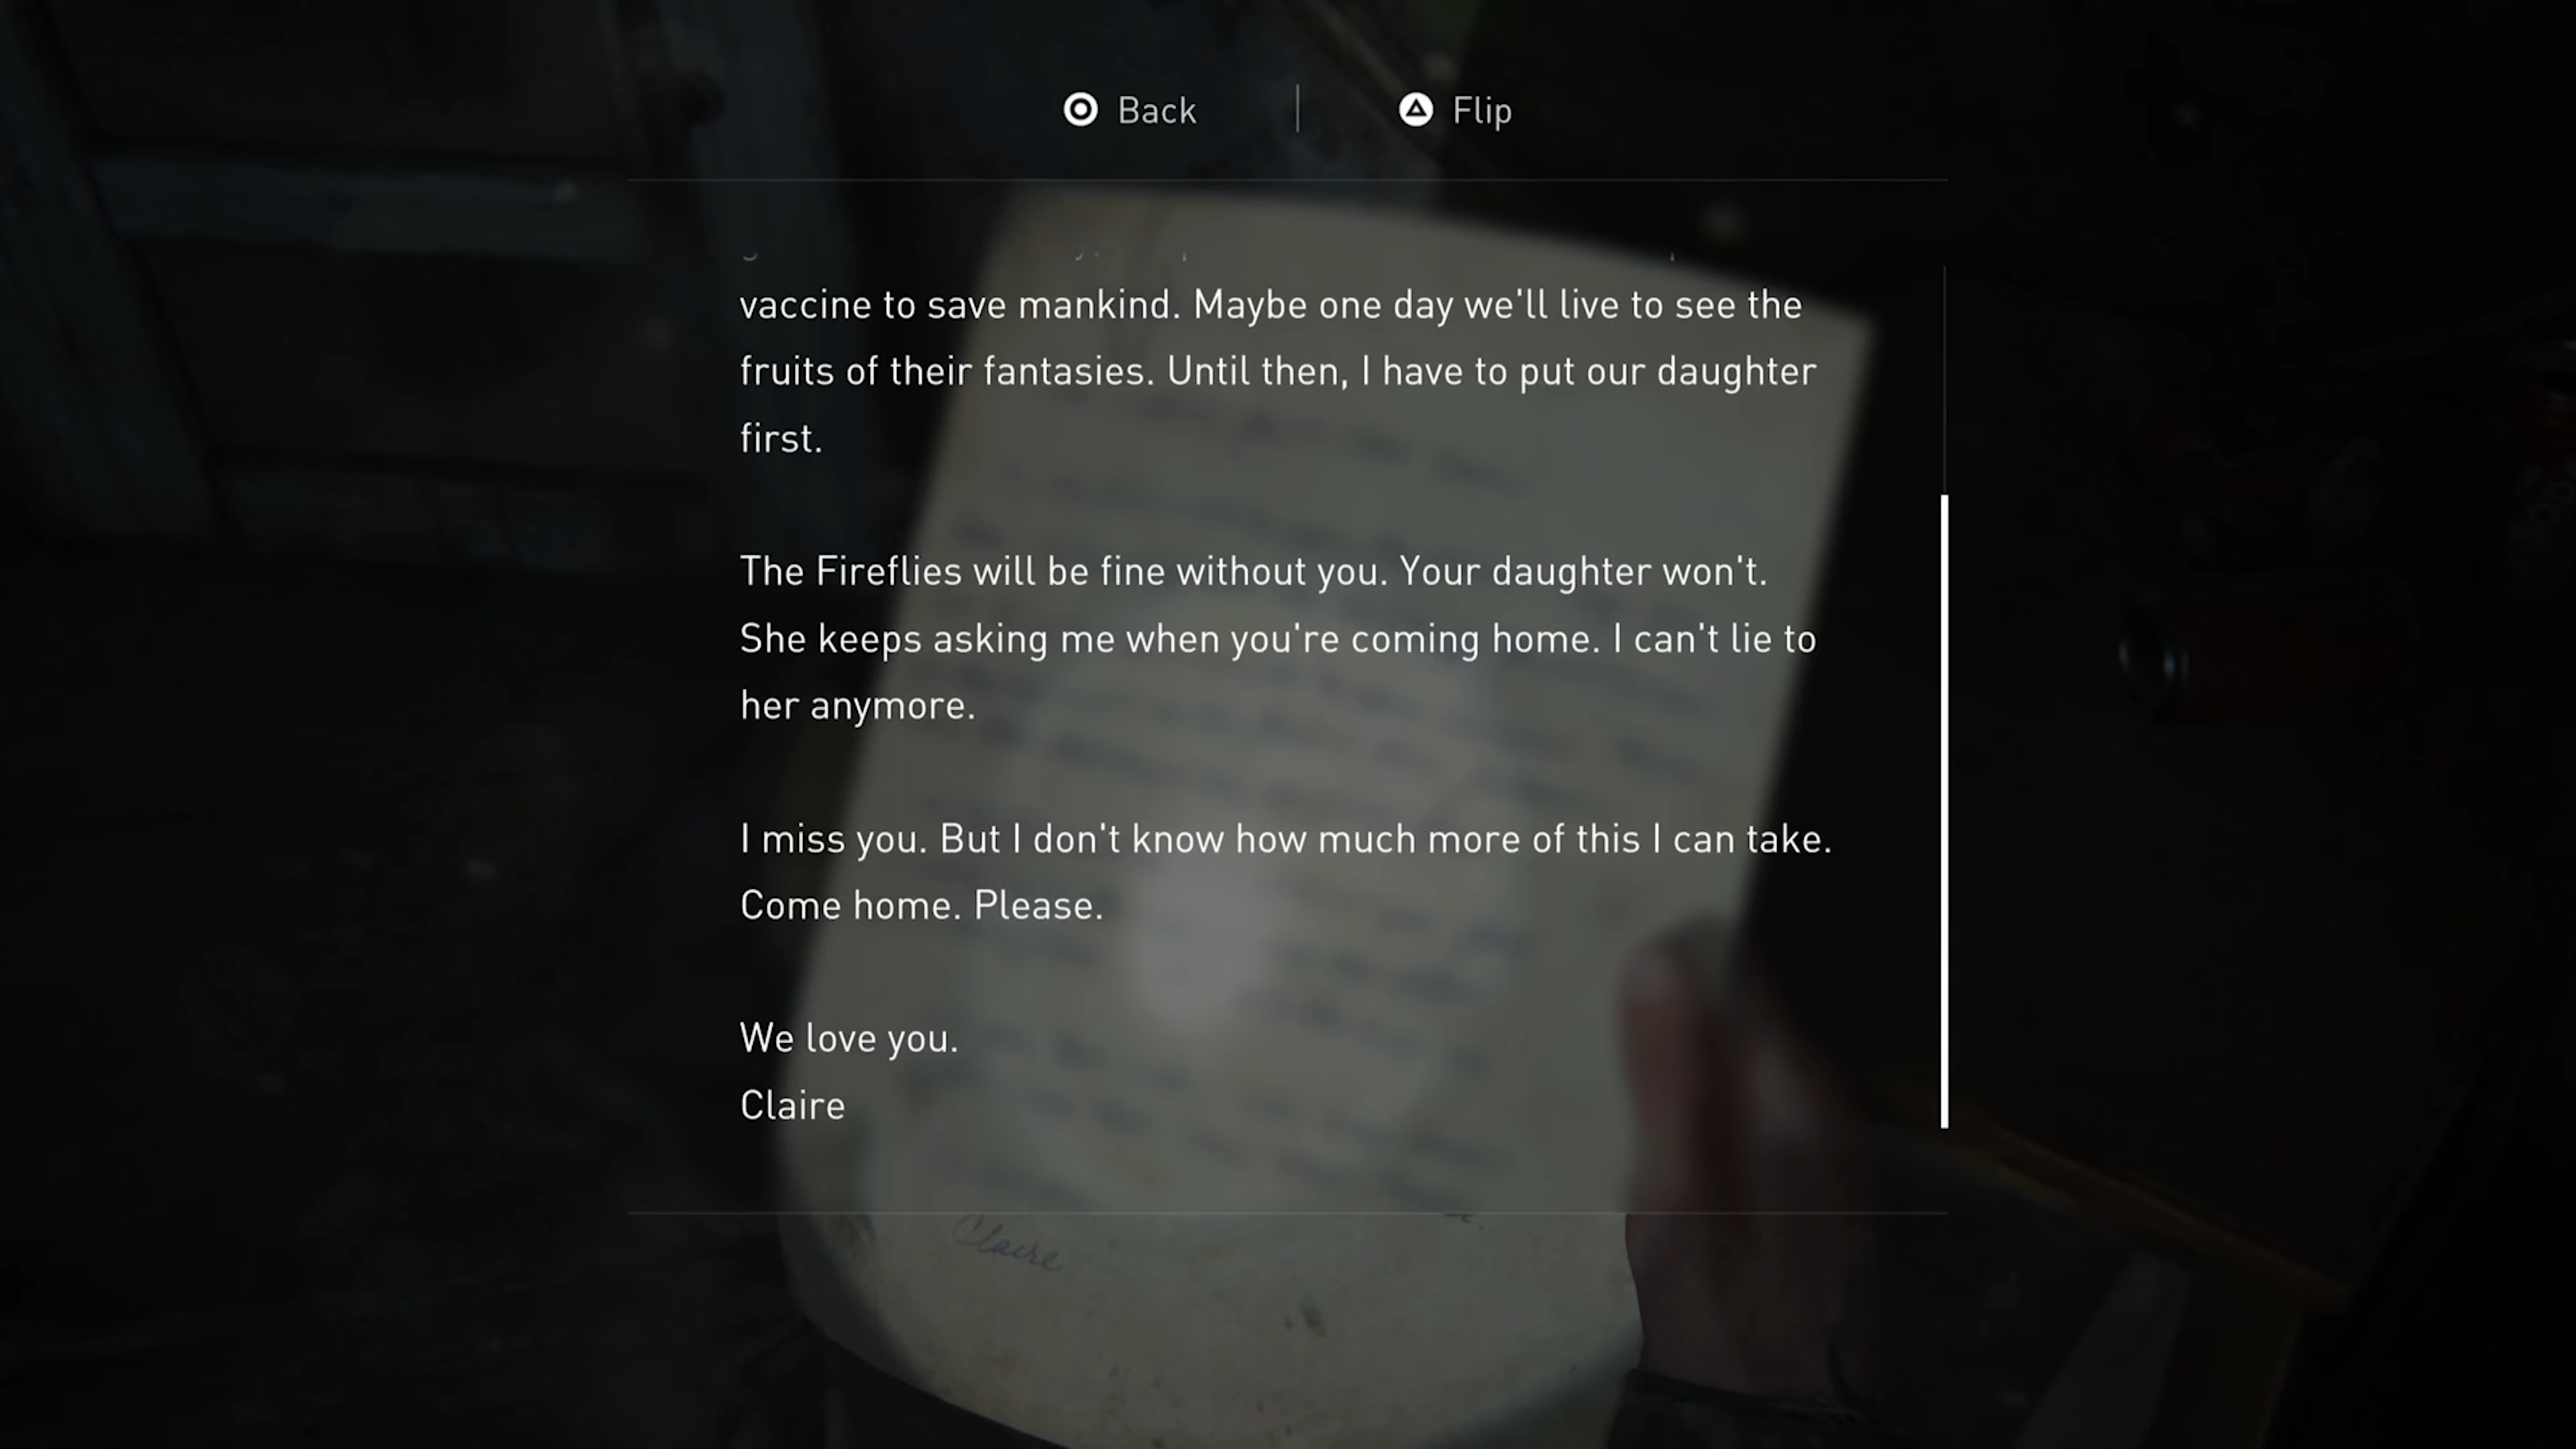 Back
Flip
vaccine to save mankind. Maybe one day we'll live to see the
fruits of their fantasies. Until then, I have to put our daughter
first.
The Fireflies will be fine without you. Your daughter won't.
She keeps asking me when you're coming home. I can't lie to
her anymore.
I miss you. But I don't know how much more of this I can take.
Come home. Please.
We love you.
Claire
Claire